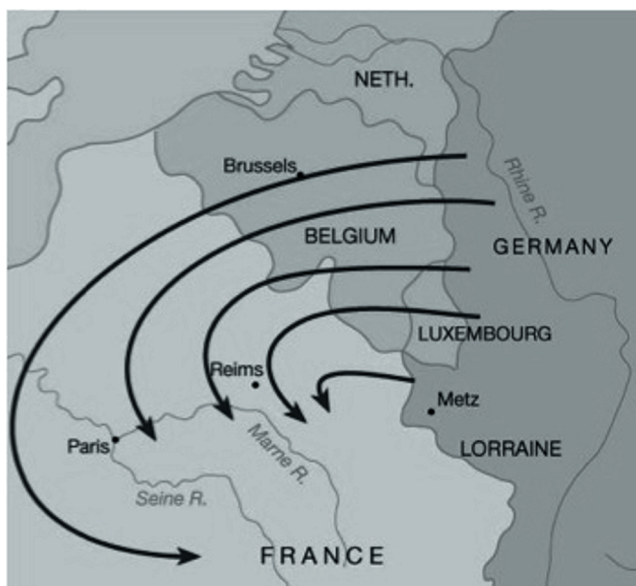 NETH.
Brussels
Rhine R.
BELGIUM
GERMANY
LUXEMBOURG
Reims
Metz
Paris
Marne R.
LORRAINE
Seine R.
FRANCE